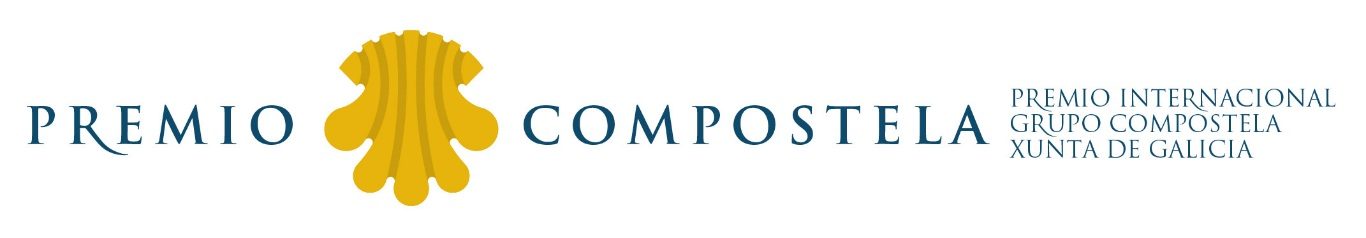 PREMIO COMPOSTELA
PREMIO INTERNACIONAL
GRUPO COMPOSTELA
XUNTA DE GALICIA